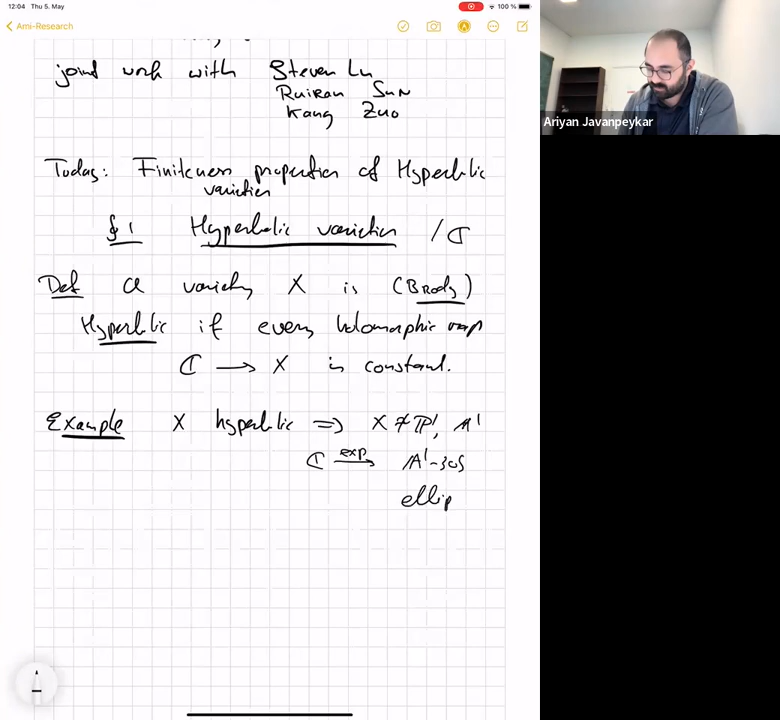 12:04 Thu 5. May
100 %
Ami-Research
joint work with Steven Lu
Ruiran Sun
Kang Zuo
Today: Finiteness properties of Hyperbolic
varieties
§1 Hyperbolic varieties / ℂ
Def A variety X is (Brody)
Hyperbolic if every holomorphic map
ℂ → X is constant.
Example X hyperbolic ⇒ X ≠ ℙ¹, 𝔸¹
ℂ exp→ 𝔸¹-{0}
ellip
Ariyan Javanpeykar